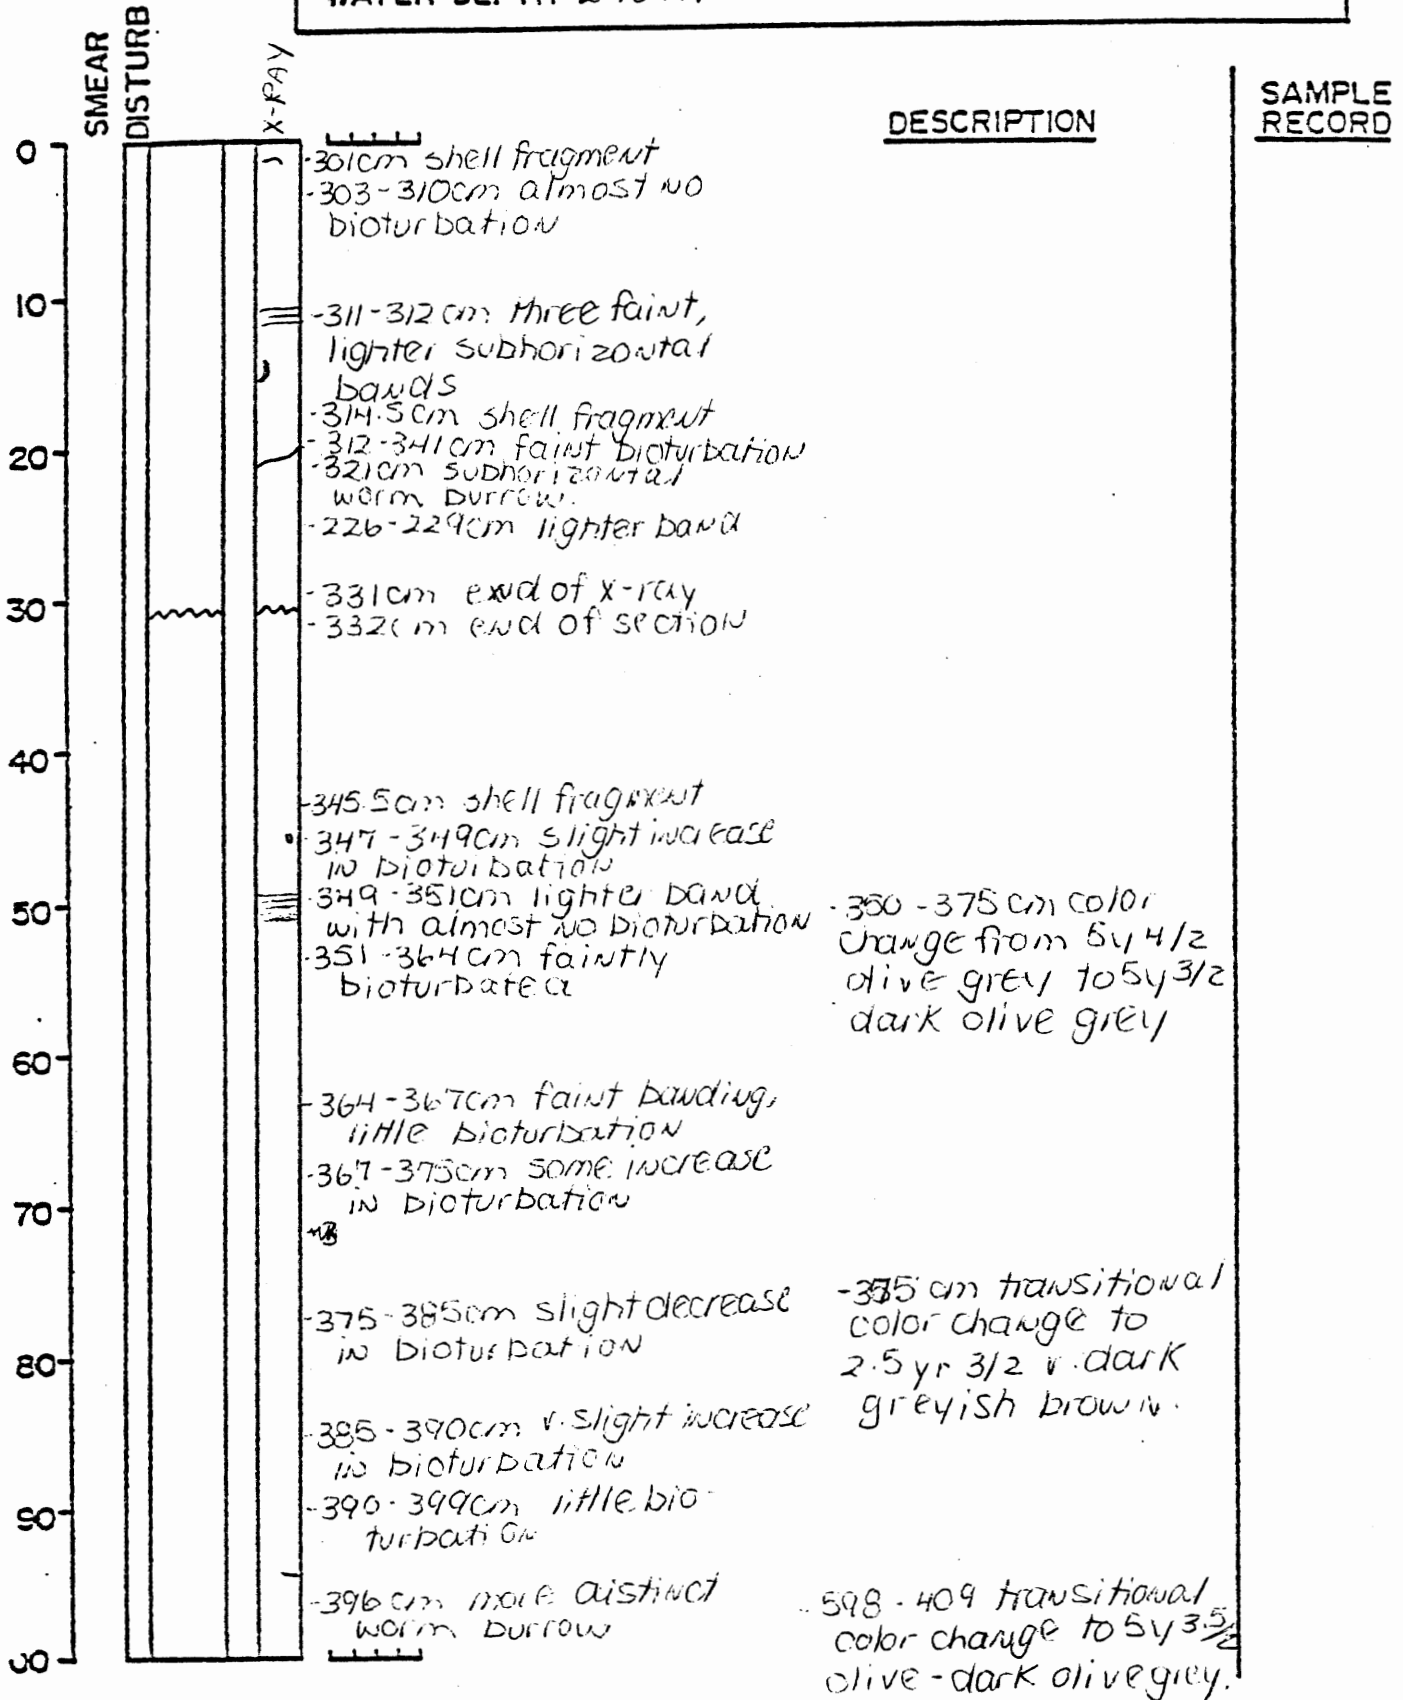 SMEAR
DISTURB
X-RAY
DESCRIPTION
SAMPLE
RECORD
0
-301cm shell fragment
-303-310cm almost no
bioturbation
10
-311-312cm three faint,
lighter subhorizontal
bands
-314.5cm shell fragment
-312-341cm faint bioturbation
20
-321cm subhorizontal
worm burrow.
-226-229cm lighter band
-331cm end of x-ray
30
-332cm end of section
40
-345.5cm shell fragment
-347-349cm slight increase
in bioturbation
-349-351cm lighter band
with almost no bioturbation
50
-351-364cm faintly
bioturbated
-350-375cm color
change from 5y 4/2
olive grey to 5y 3/2
dark olive grey
60
-364-367cm faint banding,
little bioturbation
-367-375cm some increase
in bioturbation
70
-375-385cm slight decrease
in bioturbation
-375 cm transitional
color change to
2.5 yr 3/2 v. dark
greyish brown.
80
-385-390cm v. slight increase
in bioturbation
90
-390-399cm little bio-
turbation
-396cm more distinct
worm burrow
598-409 transitional
color change to 5y 3.5/2
olive-dark olive grey.